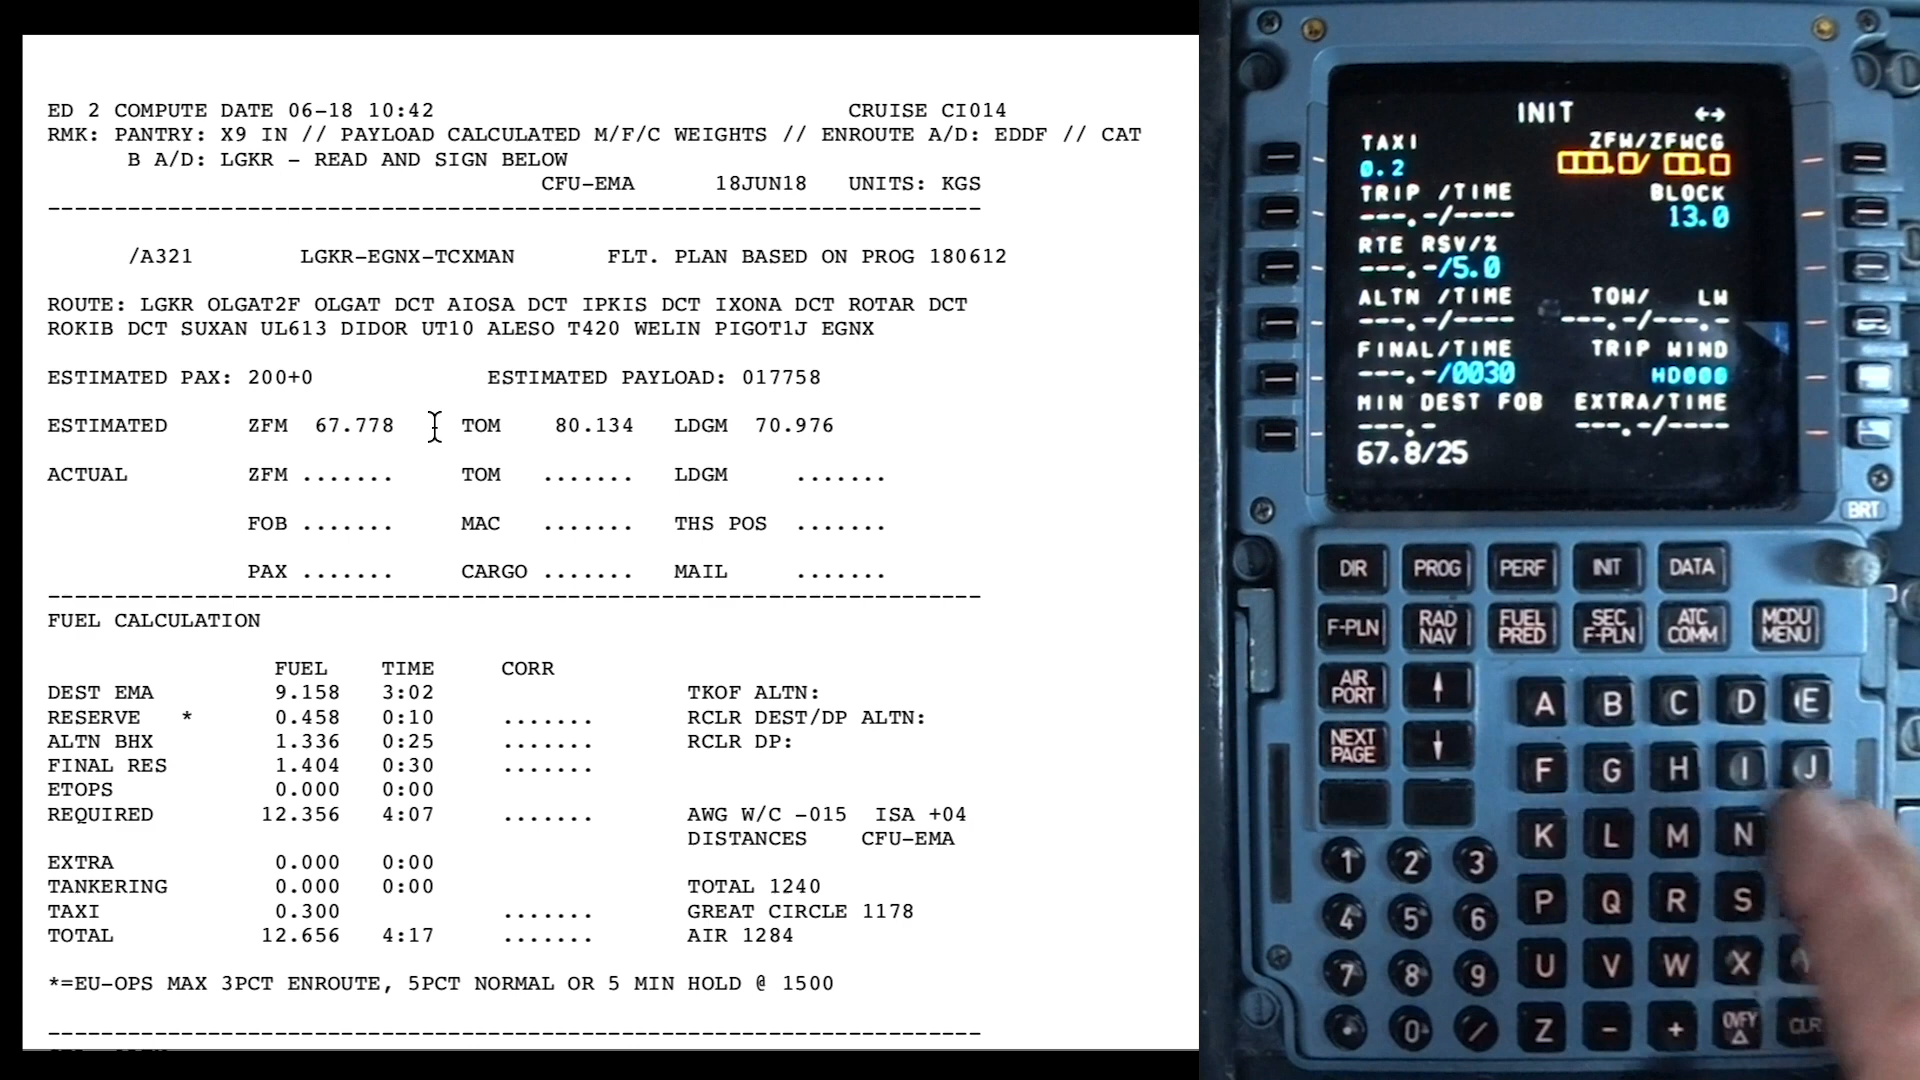 ED 2 COMPUTE DATE 06-18 10:42 CRUISE CI014
RMK: PANTRY: X9 IN // PAYLOAD CALCULATED M/F/C WEIGHTS // ENROUTE A/D: EDDF // CAT
B A/D: LGKR - READ AND SIGN BELOW
CFU-EMA 18JUN18 UNITS: KGS
/A321 LGKR-EGNX-TCXMAN FLT. PLAN BASED ON PROG 180612
ROUTE: LGKR OLGAT2F OLGAT DCT AIOSA DCT IPKIS DCT IXONA DCT ROTAR DCT
ROKIB DCT SUXAN UL613 DIDOR UT10 ALESO T420 WELIN PIGOT1J EGNX
ESTIMATED PAX: 200+0 ESTIMATED PAYLOAD: 017758
ESTIMATED ZFM 67.778 TOM 80.134 LDGM 70.976
ACTUAL ZFM ....... TOM ....... LDGM .......
FOB ....... MAC ....... THS POS .......
PAX ....... CARGO ....... MAIL .......
FUEL CALCULATION
FUEL TIME CORR
DEST EMA 9.158 3:02 TKOF ALTN:
RESERVE * 0.458 0:10 ....... RCLR DEST/DP ALTN:
ALTN BHX 1.336 0:25 ....... RCLR DP:
FINAL RES 1.404 0:30 .......
ETOPS 0.000 0:00
REQUIRED 12.356 4:07 ....... AWG W/C -015 ISA +04
DISTANCES CFU-EMA
EXTRA 0.000 0:00
TANKERING 0.000 0:00 TOTAL 1240
TAXI 0.300 ....... GREAT CIRCLE 1178
TOTAL 12.656 4:17 ....... AIR 1284
*=EU-OPS MAX 3PCT ENROUTE, 5PCT NORMAL OR 5 MIN HOLD @ 1500
INIT ↔
TAXI ZFW/ZFWCG
0.2 ▯▯▯.▯/ ▯▯.▯
TRIP /TIME BLOCK
---.-/---- 13.0
RTE RSV/%
---.-/5.0
ALTN /TIME TOW/ LW
---.-/---- ---.-/---.-
FINAL/TIME TRIP WIND
---.-/0030 HD000
MIN DEST FOB EXTRA/TIME
---.- ---.-/----
67.8/25
BRT
DIR PROG PERF INIT DATA
F-PLN RAD NAV FUEL PRED SEC F-PLN ATC COMM MCDU MENU
AIR PORT ↑
NEXT PAGE ↓
A B C D E
F G H I J
K L M N
1 2 3
P Q R S
4 5 6
U V W X
7 8 9
Z - + OVFY Δ CLR
. 0 /